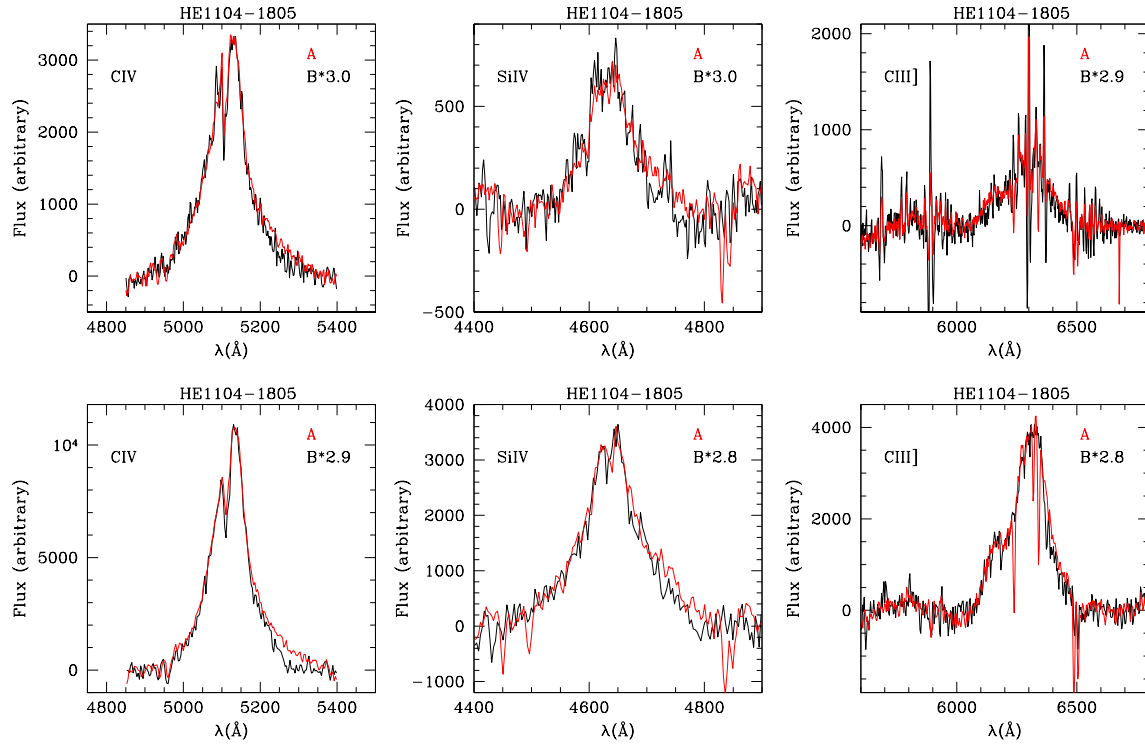 HE1104−1805
HE1104−1805
HE1104−1805
CIV
A
B*3.0
SiIV
A
B*3.0
CIII]
A
B*2.9
Flux (arbitrary)
3000
2000
1000
0
4800 5000 5200 5400
λ(Å)
Flux (arbitrary)
500
0
−500
4400 4600 4800
λ(Å)
Flux (arbitrary)
2000
1000
0
6000 6500
λ(Å)
HE1104−1805
HE1104−1805
HE1104−1805
CIV
A
B*2.9
SiIV
A
B*2.8
CIII]
A
B*2.8
Flux (arbitrary)
10⁴
5000
0
4800 5000 5200 5400
λ(Å)
Flux (arbitrary)
4000
3000
2000
1000
0
−1000
4400 4600 4800
λ(Å)
Flux (arbitrary)
4000
2000
0
6000 6500
λ(Å)